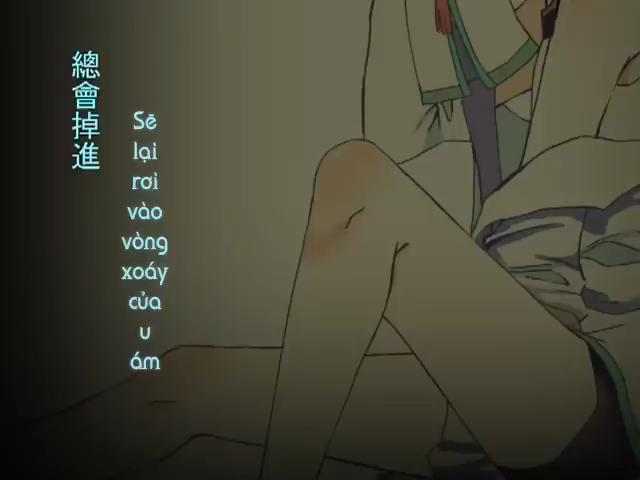 總會掉進
Sẽ
lại
rơi
vào
vòng
xoáy
của
u
ám